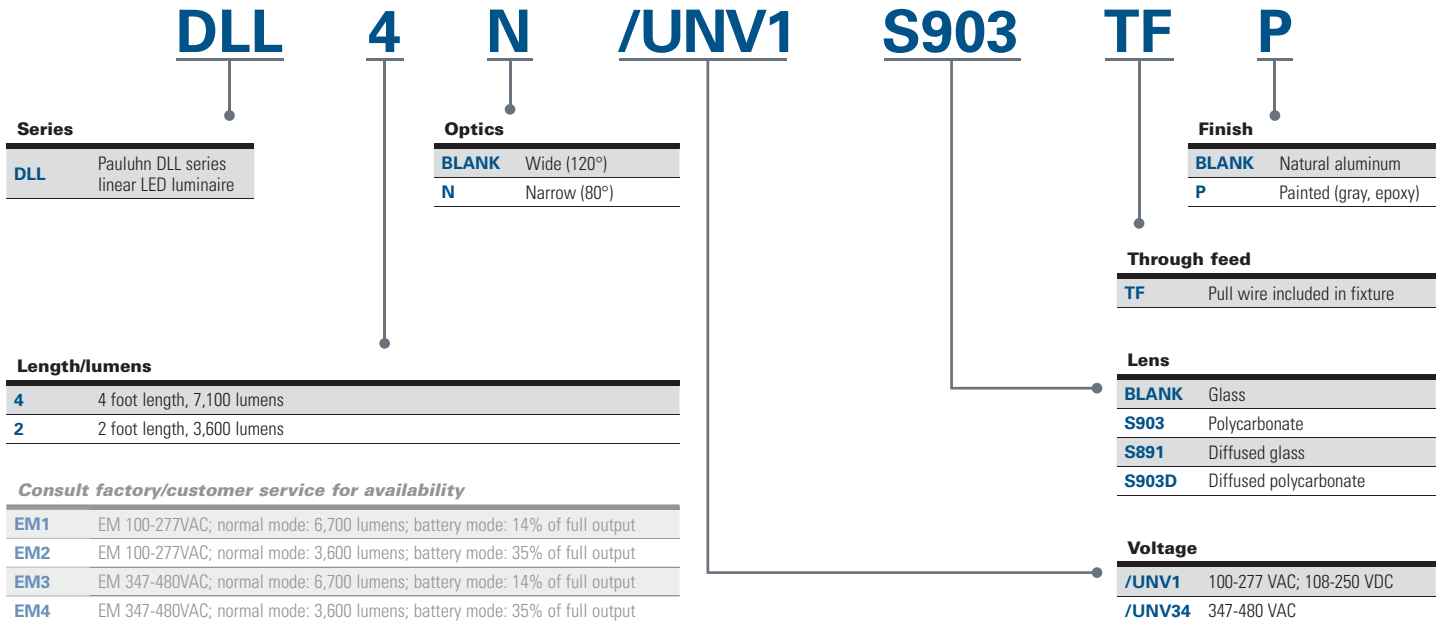 DLL 4 N /UNV1 S903 TF P
Series
DLL Pauluhn DLL series
linear LED luminaire
Optics
BLANK Wide (120°)
N Narrow (80°)
Finish
BLANK Natural aluminum
P Painted (gray, epoxy)
Through feed
TF Pull wire included in fixture
Length/lumens
4 4 foot length, 7,100 lumens
2 2 foot length, 3,600 lumens
Consult factory/customer service for availability
EM1 EM 100-277VAC; normal mode: 6,700 lumens; battery mode: 14% of full output
EM2 EM 100-277VAC; normal mode: 3,600 lumens; battery mode: 35% of full output
EM3 EM 347-480VAC; normal mode: 6,700 lumens; battery mode: 14% of full output
EM4 EM 347-480VAC; normal mode: 3,600 lumens; battery mode: 35% of full output
Lens
BLANK Glass
S903 Polycarbonate
S891 Diffused glass
S903D Diffused polycarbonate
Voltage
/UNV1 100-277 VAC; 108-250 VDC
/UNV34 347-480 VAC